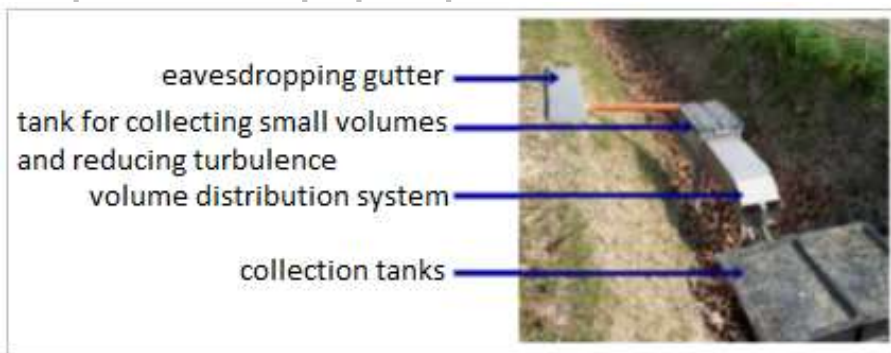 eavesdropping gutter
tank for collecting small volumes
and reducing turbulence
volume distribution system
collection tanks